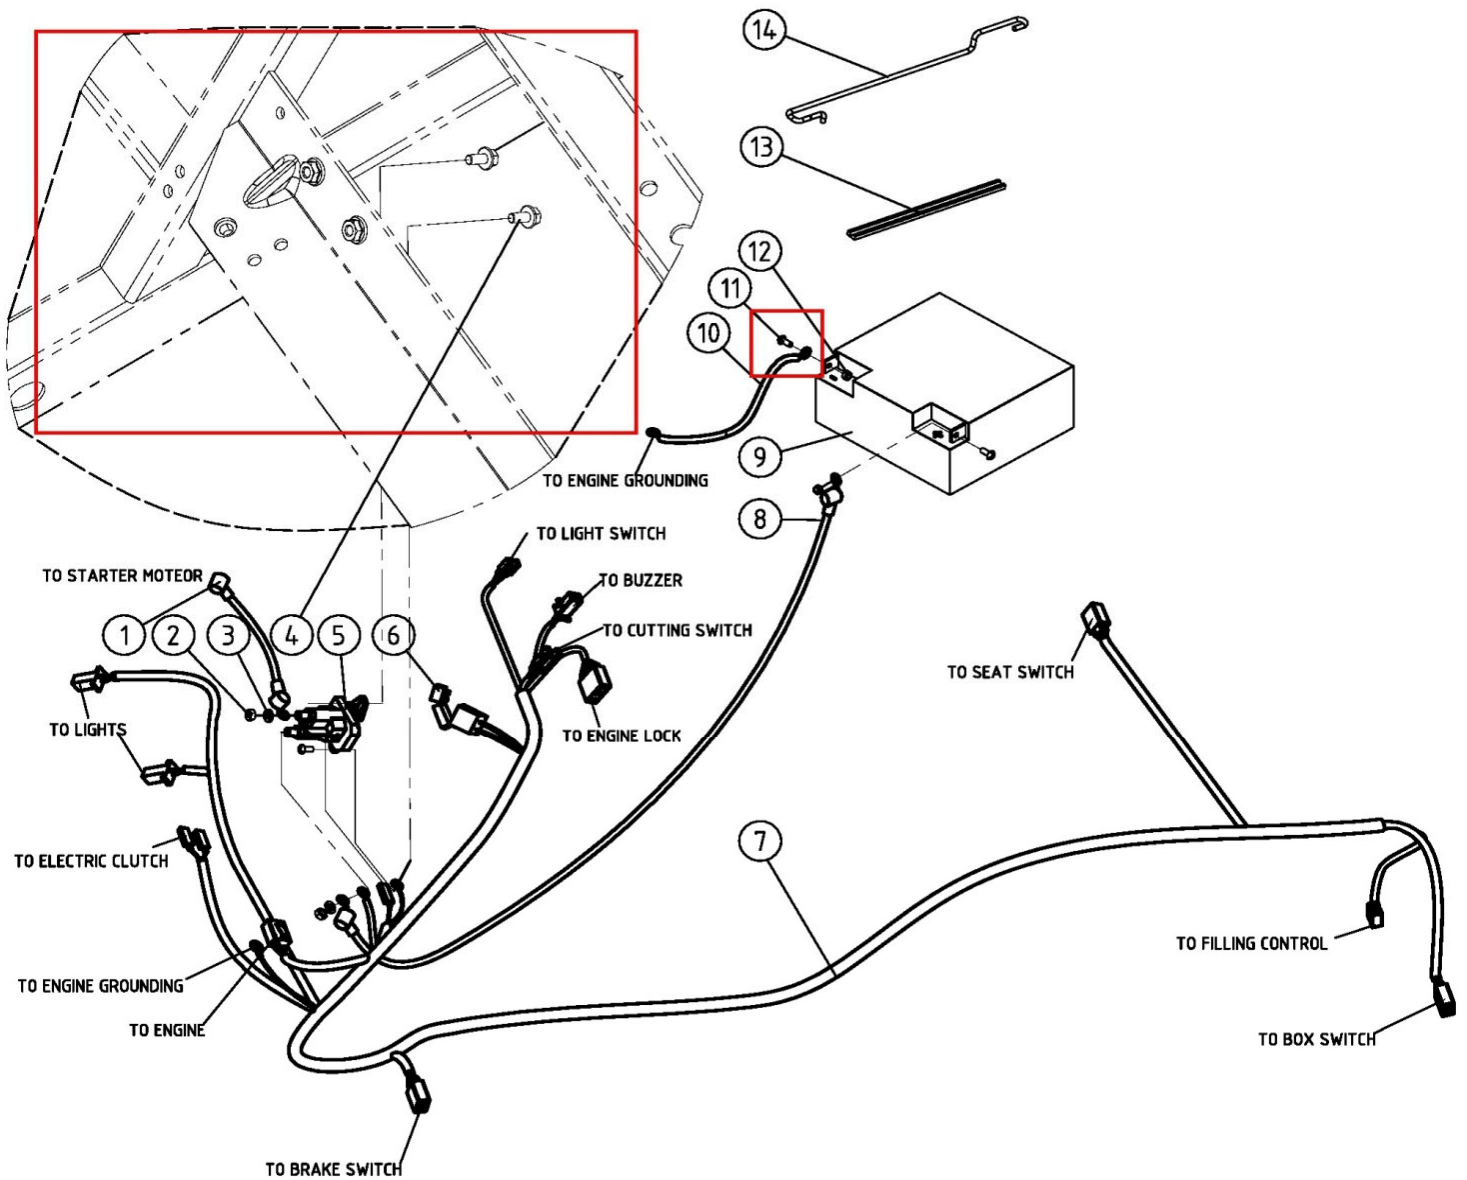 14
13
12
11
10
9
TO ENGINE GROUNDING
8
TO LIGHT SWITCH
TO STARTER MOTEOR
TO BUZZER
1
2
3
4
5
6
TO CUTTING SWITCH
TO SEAT SWITCH
TO LIGHTS
TO ENGINE LOCK
7
TO ELECTRIC CLUTCH
TO FILLING CONTROL
TO ENGINE GROUNDING
TO ENGINE
TO BOX SWITCH
TO BRAKE SWITCH